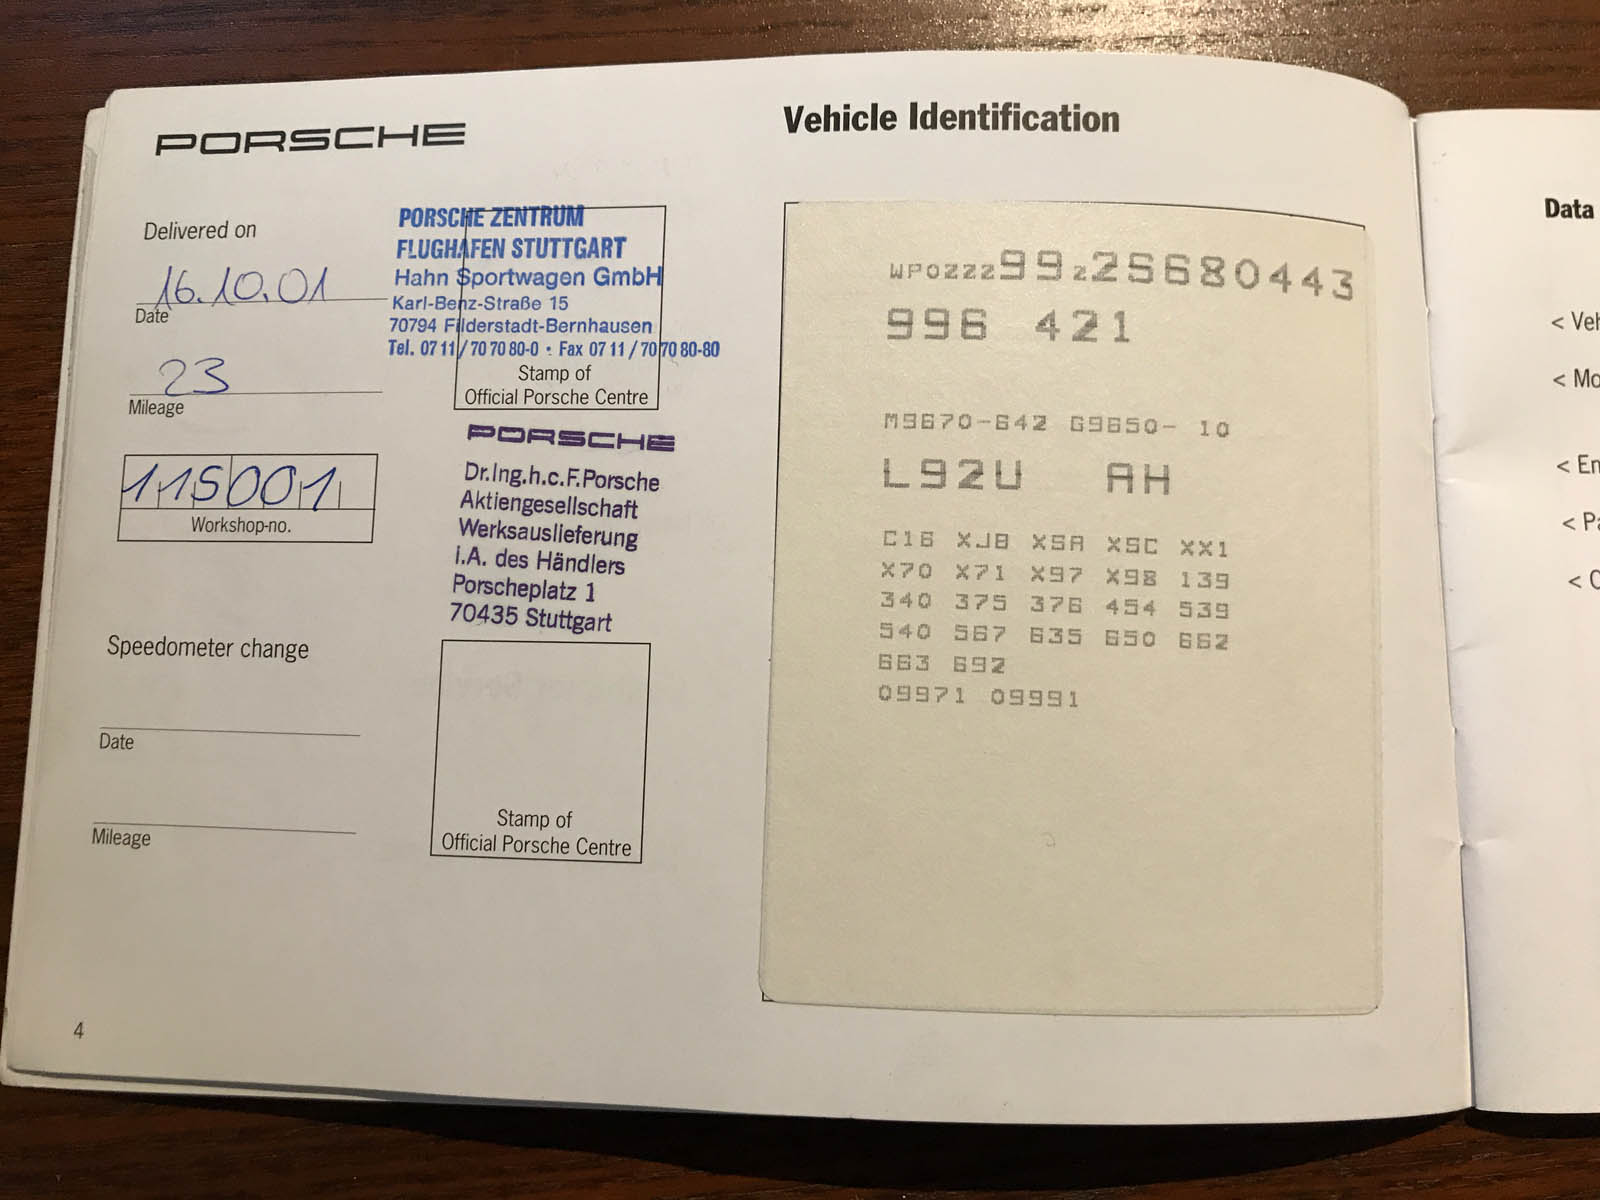 PORSCHE
Delivered on
16.10.01
Date
23
Mileage
115001
Workshop-no.
PORSCHE ZENTRUM
FLUGHAFEN STUTTGART
Hahn Sportwagen GmbH
Karl-Benz-Straße 15
70794 Filderstadt-Bernhausen
Tel. 07 11 / 70 70 80-0 · Fax 07 11 / 70 70 80-80
Stamp of
Official Porsche Centre
PORSCHE
Dr.Ing.h.c.F.Porsche
Aktiengesellschaft
Werksauslieferung
i.A. des Händlers
Porscheplatz 1
70435 Stuttgart
Speedometer change
Date
Mileage
Stamp of
Official Porsche Centre
4
Vehicle Identification
WP0ZZZ99Z2S680443
996 421
M9670-642 G9650- 10
L92U AH
C16 XJB XSA XSC XX1
X70 X71 X97 X98 139
340 375 376 454 539
540 567 635 650 662
663 692
09971 09991
Data
< Veh
< Mo
< En
< Pa
< O